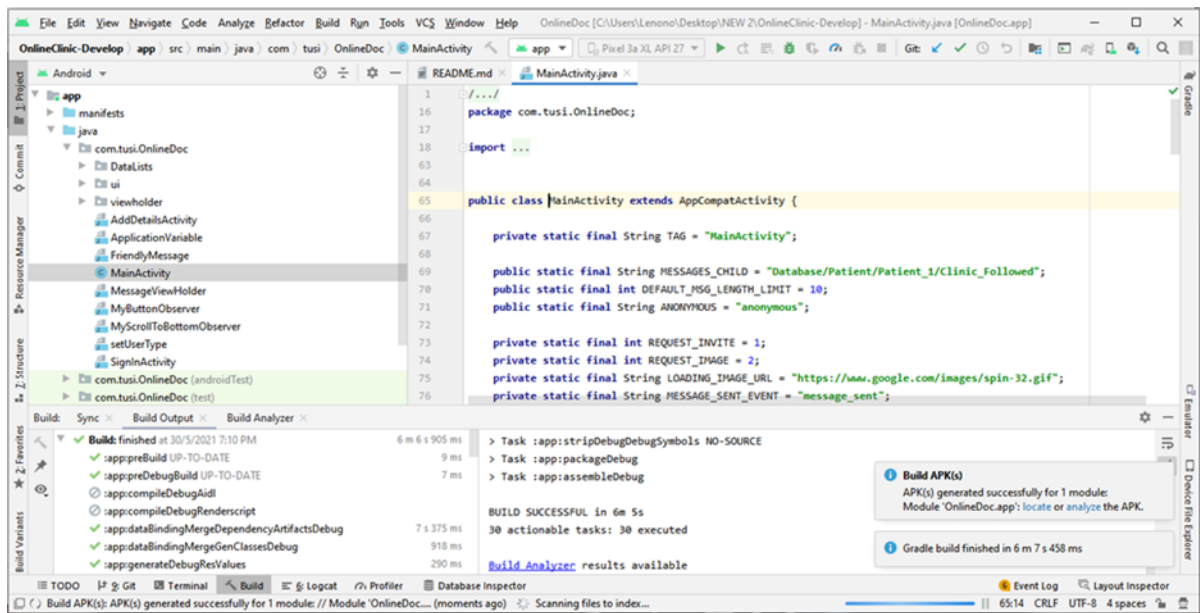 File Edit View Navigate Code Analyze Refactor Build Run Tools VCS Window Help OnlineDoc [C:\Users\Lenono\Desktop\NEW 2\OnlineClinic-Develop] - MainActivity.java [OnlineDoc.app]
OnlineClinic-Develop app src main java com tusi OnlineDoc MainActivity app Pixel 3a XL API 27 Git:
Android
README.md MainActivity.java
app
manifests
java
com.tusi.OnlineDoc
DataLists
ui
viewholder
AddDetailsActivity
ApplicationVariable
FriendlyMessage
MainActivity
MessageViewHolder
MyButtonObserver
MyScrollToBottomObserver
setUserType
SignInActivity
com.tusi.OnlineDoc (androidTest)
com.tusi.OnlineDoc (test)
1 /.../
16 package com.tusi.OnlineDoc;
17
18 import ...
63
64
65 public class MainActivity extends AppCompatActivity {
66
67 private static final String TAG = "MainActivity";
68
69 public static final String MESSAGES_CHILD = "Database/Patient/Patient_1/Clinic_Followed";
70 public static final int DEFAULT_MSG_LENGTH_LIMIT = 10;
71 public static final String ANONYMOUS = "anonymous";
72
73 private static final int REQUEST_INVITE = 1;
74 private static final int REQUEST_IMAGE = 2;
75 private static final String LOADING_IMAGE_URL = "https://www.google.com/images/spin-32.gif";
76 private static final String MESSAGE_SENT_EVENT = "message_sent";
1: Project
Commit
Resource Manager
Z: Structure
2: Favorites
Build Variants
Gradle
Emulator
Device File Explorer
Build: Sync Build Output Build Analyzer
Build: finished at 30/5/2021 7:10 PM 6 m 6 s 905 ms
:app:preBuild UP-TO-DATE 9 ms
:app:preDebugBuild UP-TO-DATE 7 ms
:app:compileDebugAidl
:app:compileDebugRenderscript
:app:dataBindingMergeDependencyArtifactsDebug 7 s 375 ms
:app:dataBindingMergeGenClassesDebug 918 ms
:app:generateDebugResValues 290 ms
> Task :app:stripDebugDebugSymbols NO-SOURCE
> Task :app:packageDebug
> Task :app:assembleDebug
BUILD SUCCESSFUL in 6m 5s
30 actionable tasks: 30 executed
Build Analyzer results available
Build APK(s)
APK(s) generated successfully for 1 module:
Module 'OnlineDoc.app': locate or analyze the APK.
Gradle build finished in 6 m 7 s 458 ms
TODO 9: Git Terminal Build 6: Logcat Profiler Database Inspector 6 Event Log Layout Inspector
Build APK(s): APK(s) generated successfully for 1 module: // Module 'OnlineDoc.... (moments ago) Scanning files to index... 65:14 CRLF UTF-8 4 spaces